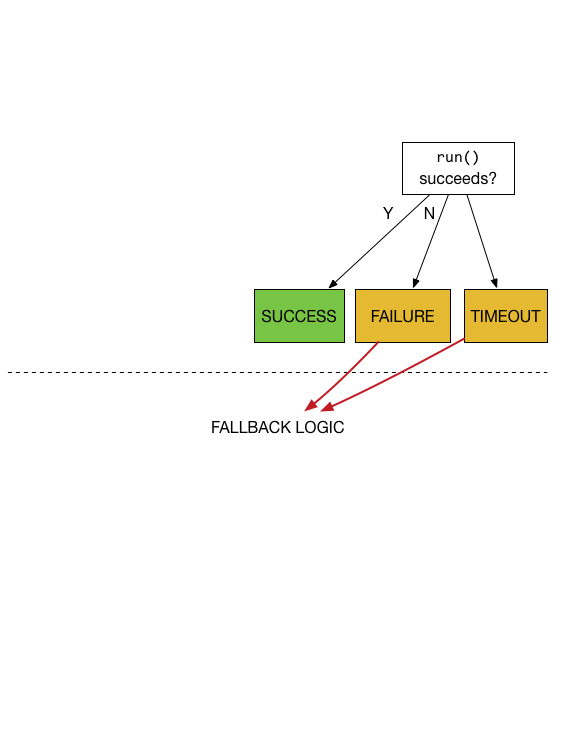 run()
succeeds?
Y
N
SUCCESS
FAILURE
TIMEOUT
FALLBACK LOGIC